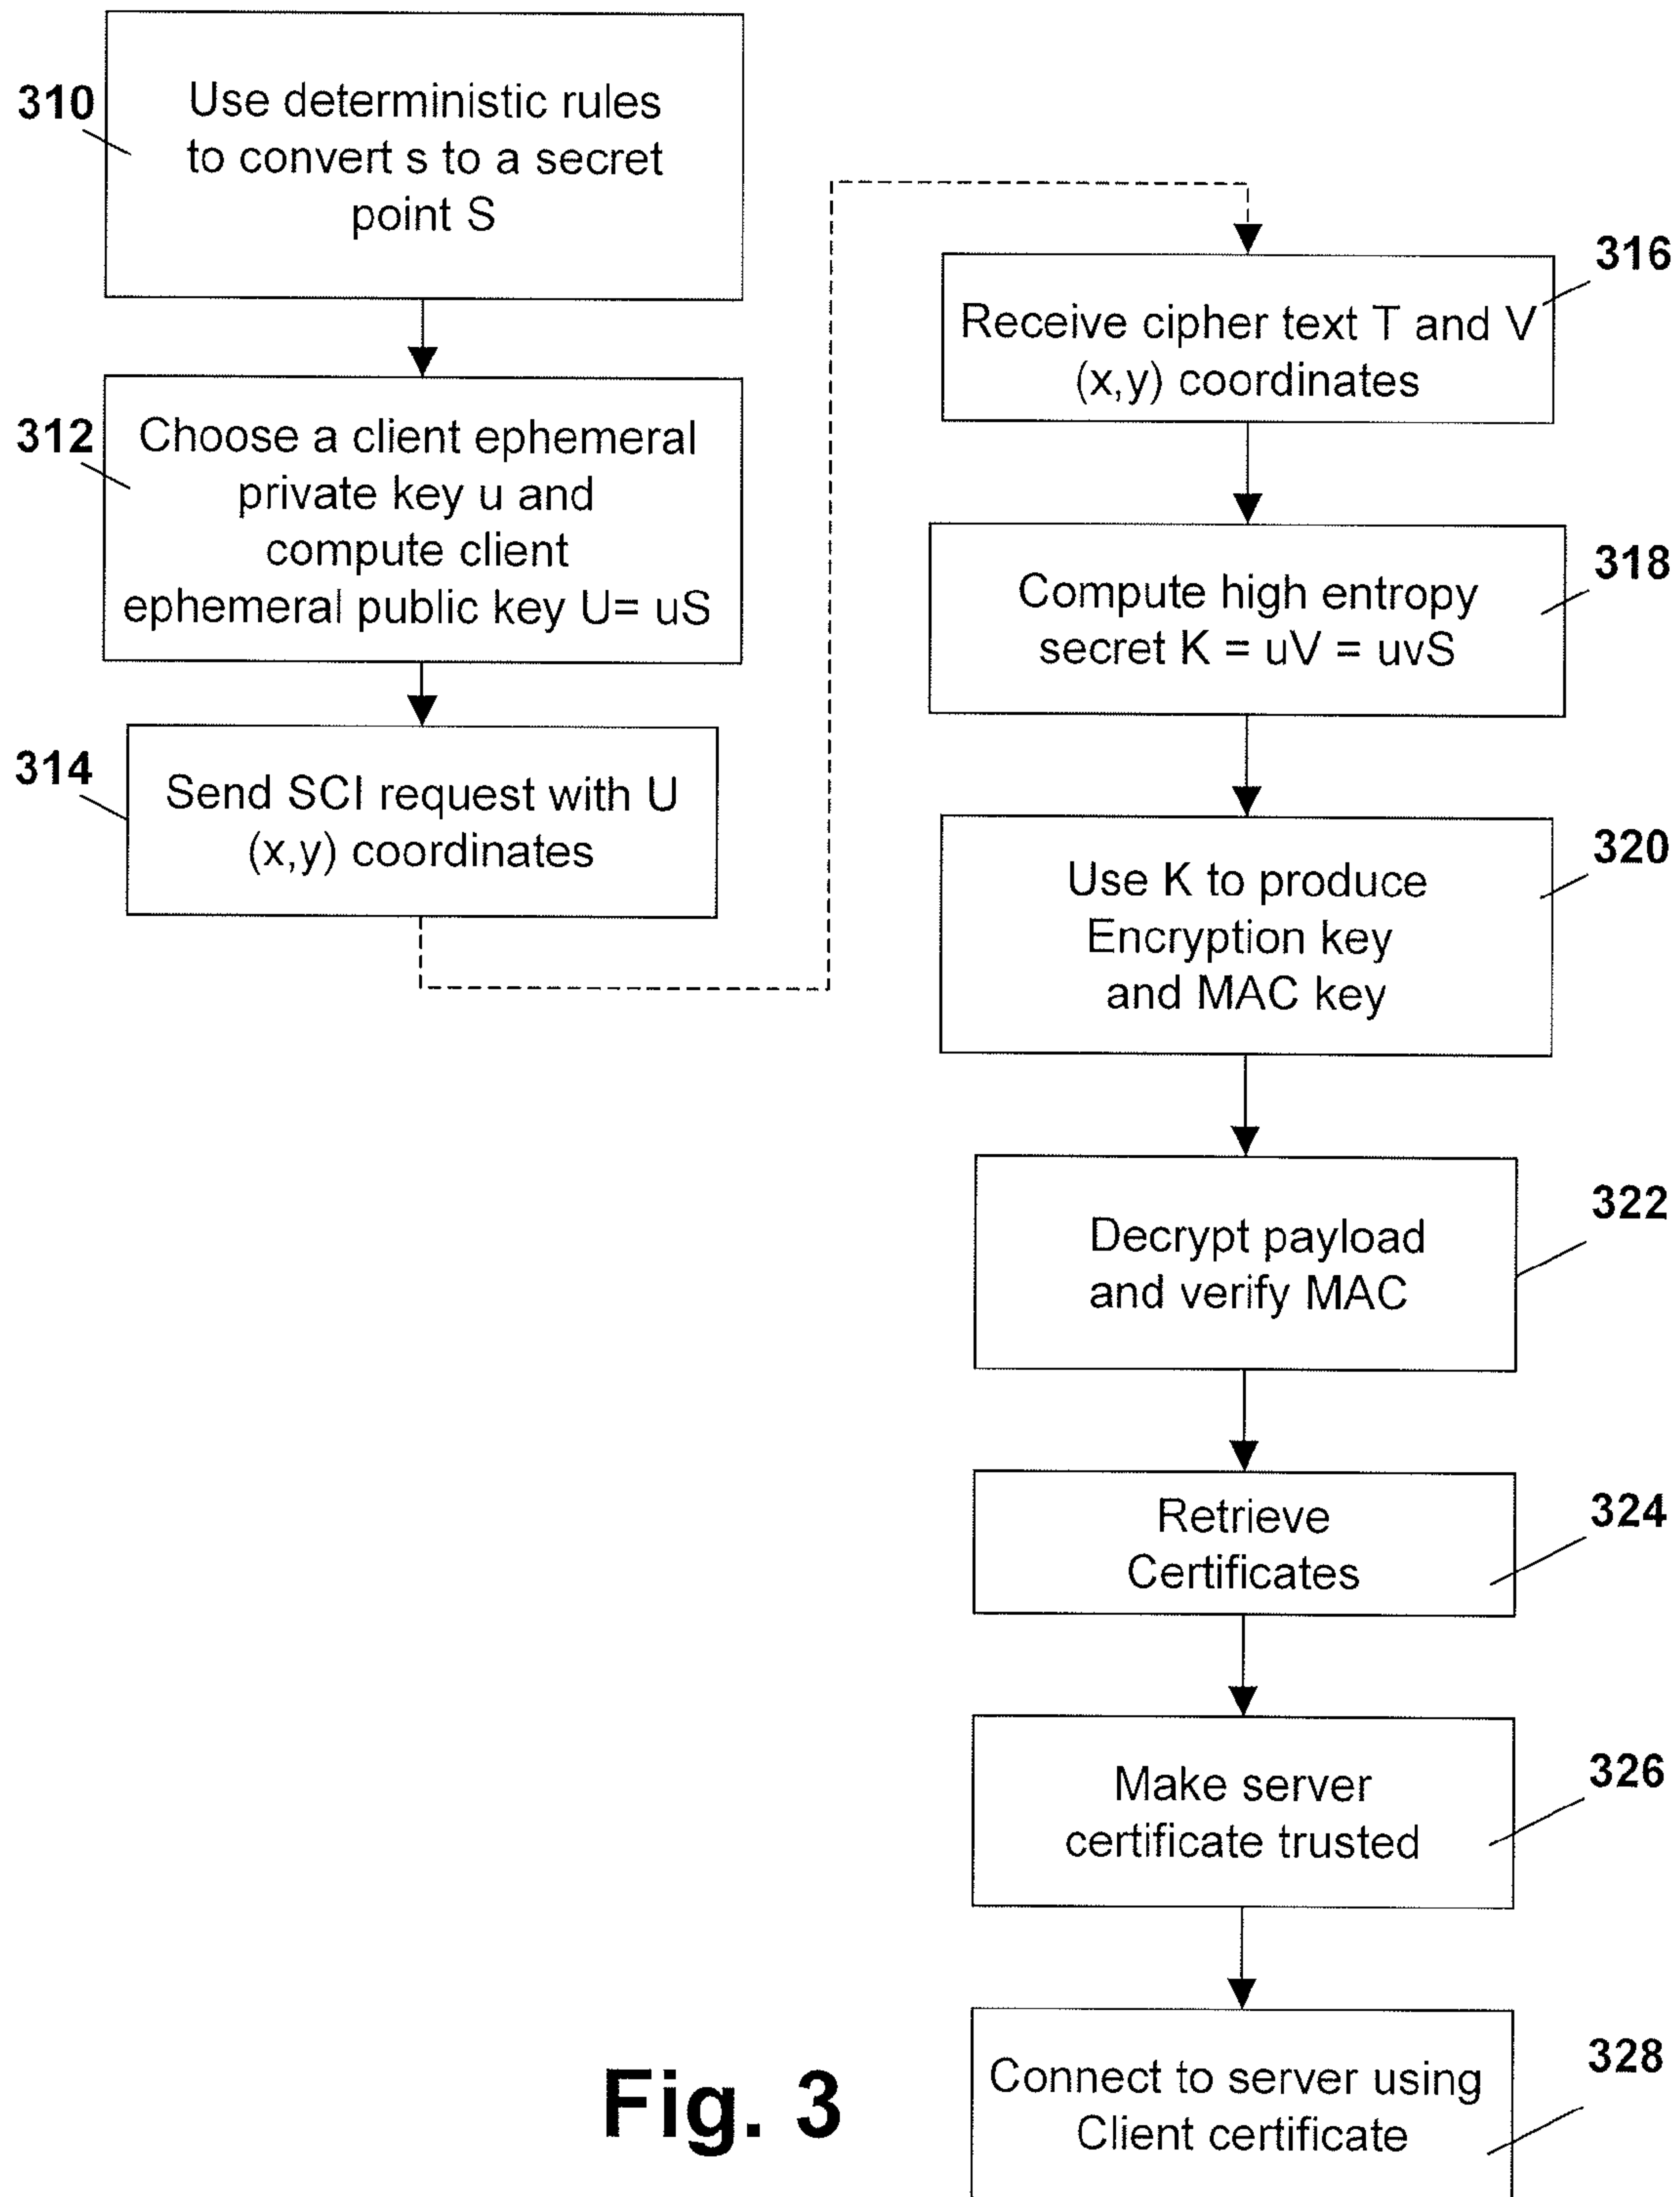 310
Use deterministic rules
to convert s to a secret
point S
312
Choose a client ephemeral
private key u and
compute client
ephemeral public key U= uS
314
Send SCI request with U
(x,y) coordinates
316
Receive cipher text T and V
(x,y) coordinates
318
Compute high entropy
secret K = uV = uvS
320
Use K to produce
Encryption key
and MAC key
322
Decrypt payload
and verify MAC
324
Retrieve
Certificates
326
Make server
certificate trusted
328
Connect to server using
Client certificate
Fig. 3